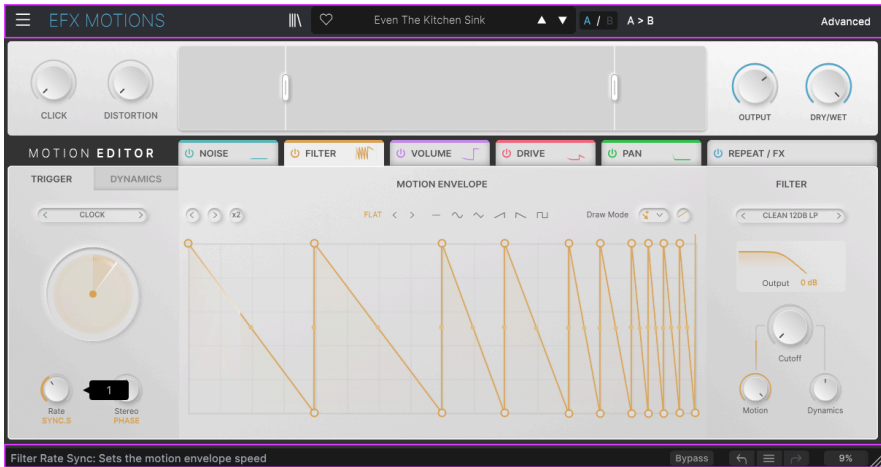 EFX MOTIONS Even The Kitchen Sink A / B A > B Advanced
CLICK DISTORTION OUTPUT DRY/WET
MOTION EDITOR NOISE FILTER VOLUME DRIVE PAN REPEAT / FX
TRIGGER DYNAMICS MOTION ENVELOPE FILTER
CLOCK x2 FLAT Draw Mode CLEAN 12DB LP
Output 0 dB
Cutoff
1
Rate Stereo Motion Dynamics
SYNC.S PHASE
Filter Rate Sync: Sets the motion envelope speed Bypass 9%